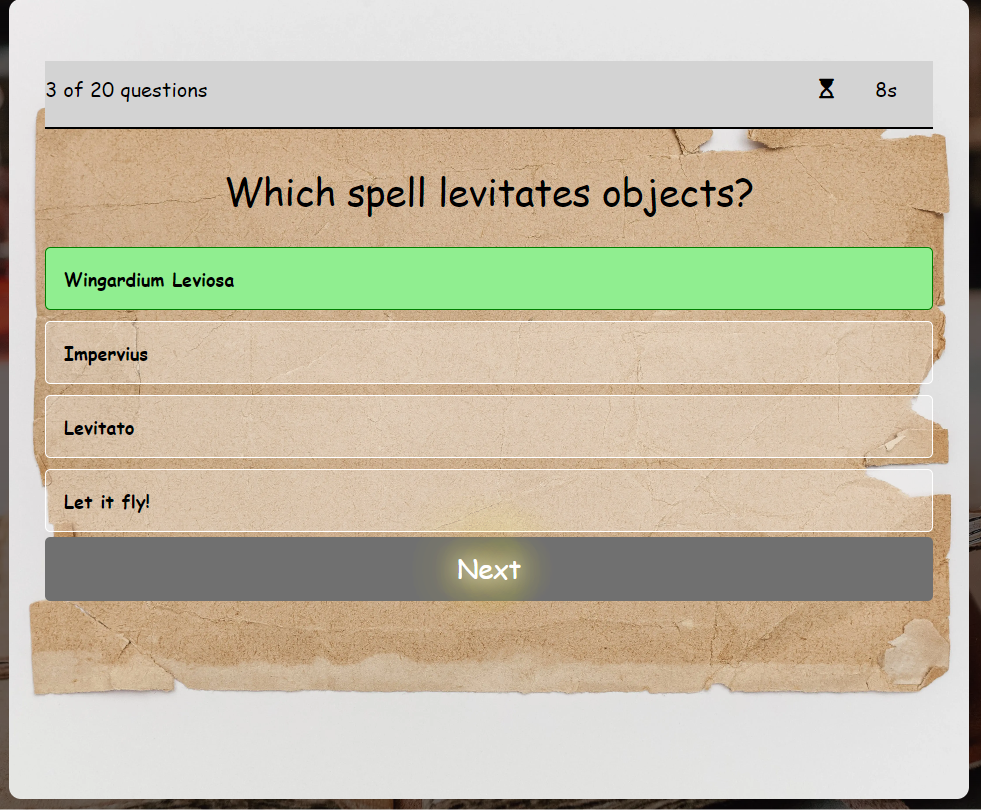 3 of 20 questions 8s
Which spell levitates objects?
Wingardium Leviosa
Impervius
Levitato
Let it fly!
Next